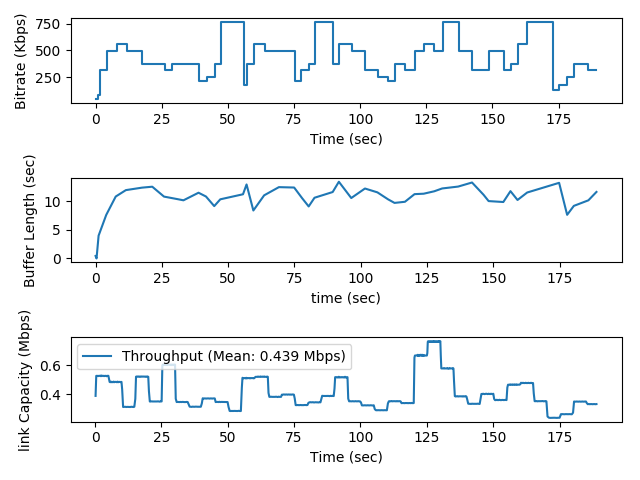 Bitrate (Kbps)
750
500
250
0 25 50 75 100 125 150 175
Time (sec)
Buffer Length (sec)
10
5
0
0 25 50 75 100 125 150 175
time (sec)
link Capacity (Mbps)
Throughput (Mean: 0.439 Mbps)
0.6
0.4
0 25 50 75 100 125 150 175
Time (sec)